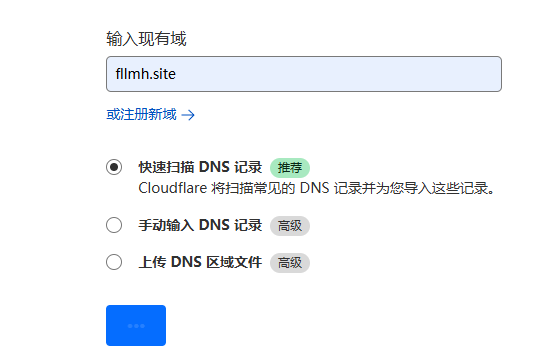 输入现有域
fllmh.site
或注册新域 →
快速扫描 DNS 记录 推荐
Cloudflare 将扫描常见的 DNS 记录并为您导入这些记录。
手动输入 DNS 记录 高级
上传 DNS 区域文件 高级
...